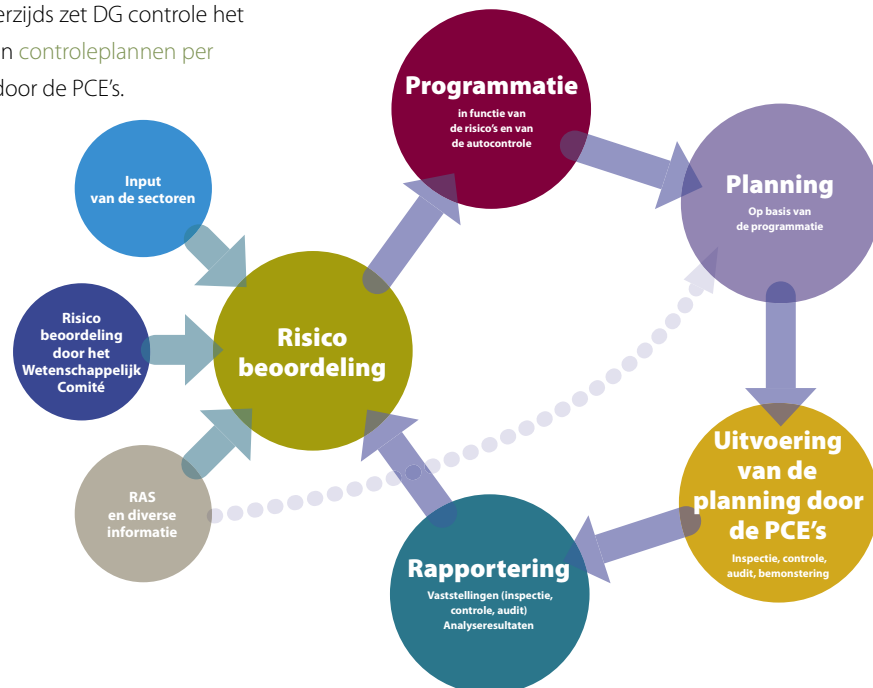 erzijds zet DG controle het
n controleplannen per
door de PCE's.
Programmatie
in functie van
de risico's en van
de autocontrole
Input
van de sectoren
Planning
Op basis van
de programmatie
Risico
beoordeling
door het
Wetenschappelijk
Comité
Risico
beoordeling
Uitvoering
van de
planning door
de PCE's
Inspectie, controle,
audit, bemonstering
RAS
en diverse
informatie
Rapportering
Vaststellingen (inspectie,
controle, audit)
Analyseresultaten